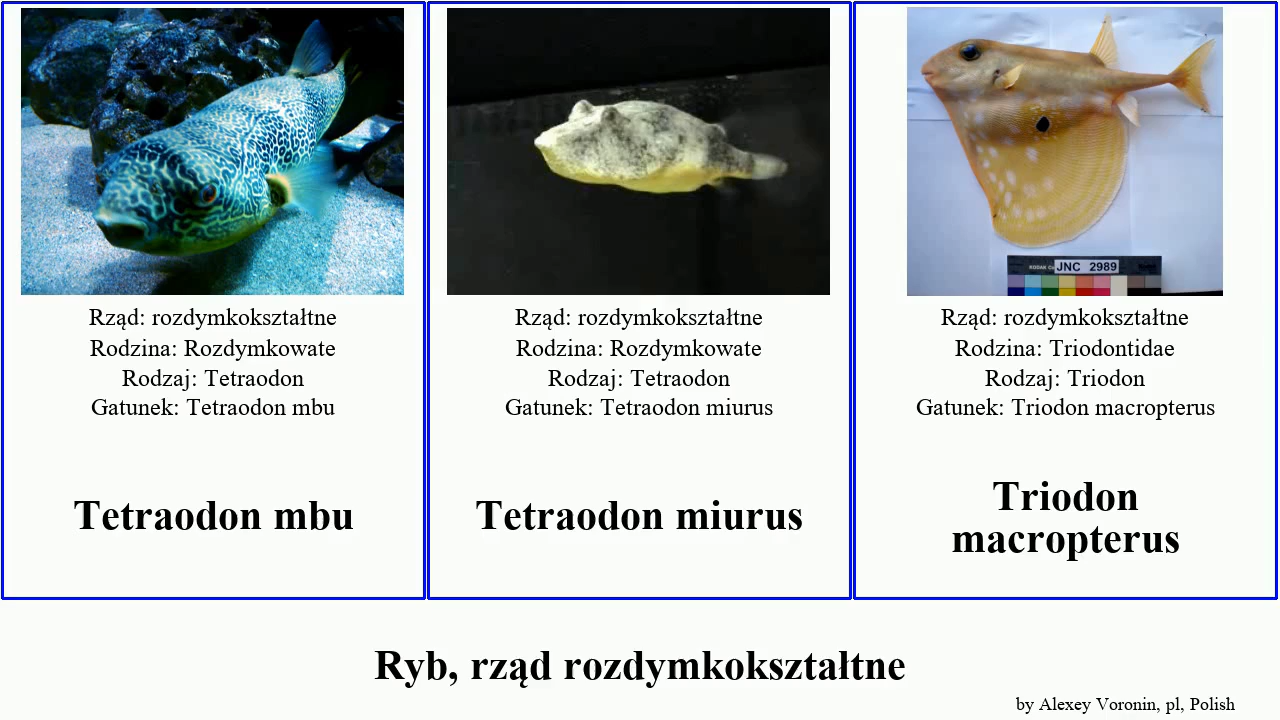 KODAK
JNC 2989
Rząd: rozdymkokształtne
Rodzina: Rozdymkowate
Rodzaj: Tetraodon
Gatunek: Tetraodon mbu
Tetraodon mbu
Rząd: rozdymkokształtne
Rodzina: Rozdymkowate
Rodzaj: Tetraodon
Gatunek: Tetraodon miurus
Tetraodon miurus
Rząd: rozdymkokształtne
Rodzina: Triodontidae
Rodzaj: Triodon
Gatunek: Triodon macropterus
Triodon
macropterus
Ryb, rząd rozdymkokształtne
by Alexey Voronin, pl, Polish